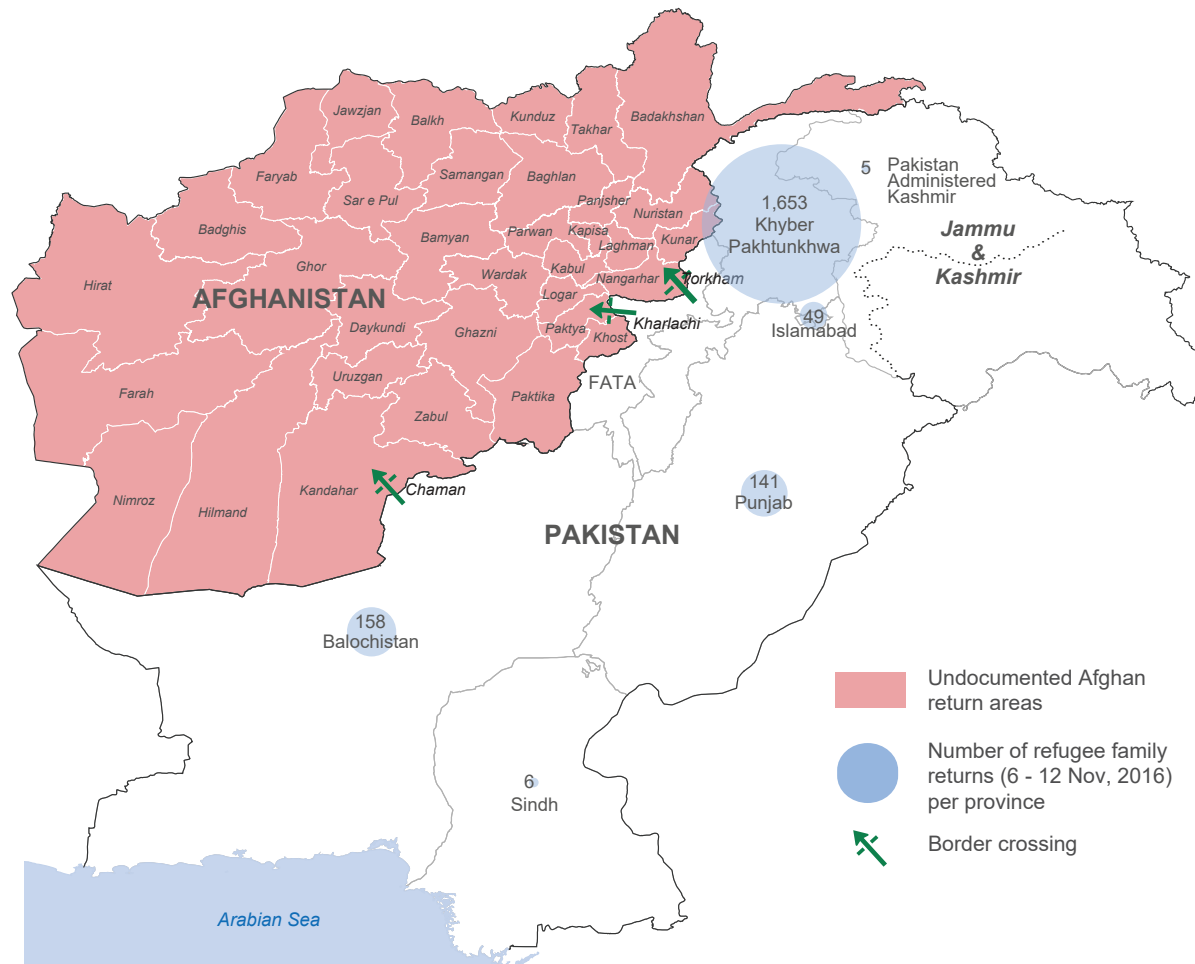 Jawzjan
Balkh
Kunduz
Takhar
Badakhshan
Faryab
Samangan
Baghlan
Sar e Pul
Panjsher
Nuristan
Badghis
Bamyan
Parwan
Kapisa
Laghman
Kunar
Hirat
Ghor
Wardak
Kabul
Nangarhar
Torkham
AFGHANISTAN
Logar
Daykundi
Ghazni
Paktya
Khost
Kharlachi
Farah
Uruzgan
Zabul
Paktika
FATA
Nimroz
Hilmand
Kandahar
Chaman
1,653
Khyber
Pakhtunkhwa
5
Pakistan
Administered
Kashmir
Jammu
&
Kashmir
49
Islamabad
141
Punjab
PAKISTAN
158
Balochistan
6
Sindh
Arabian Sea
Undocumented Afghan
return areas
Number of refugee family
returns (6 - 12 Nov, 2016)
per province
Border crossing